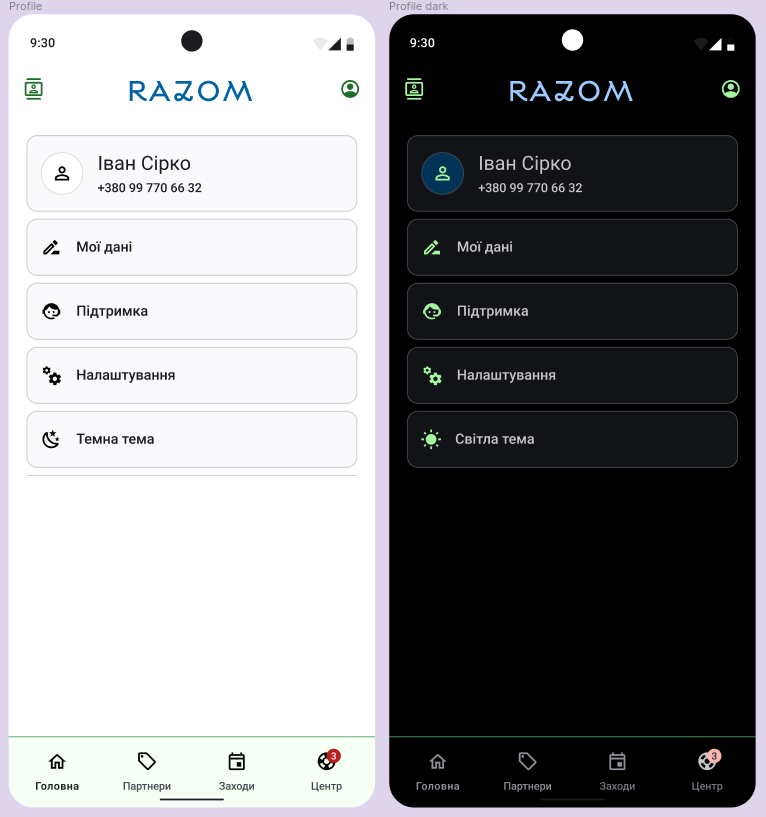 Profile
9:30
RAZOM
Іван Сірко
+380 99 770 66 32
Мої дані
Підтримка
Налаштування
Темна тема
Головна
Партнери
Заходи
3
Центр
Profile dark
9:30
RAZOM
Іван Сірко
+380 99 770 66 32
Мої дані
Підтримка
Налаштування
Світла тема
Головна
Партнери
Заходи
3
Центр